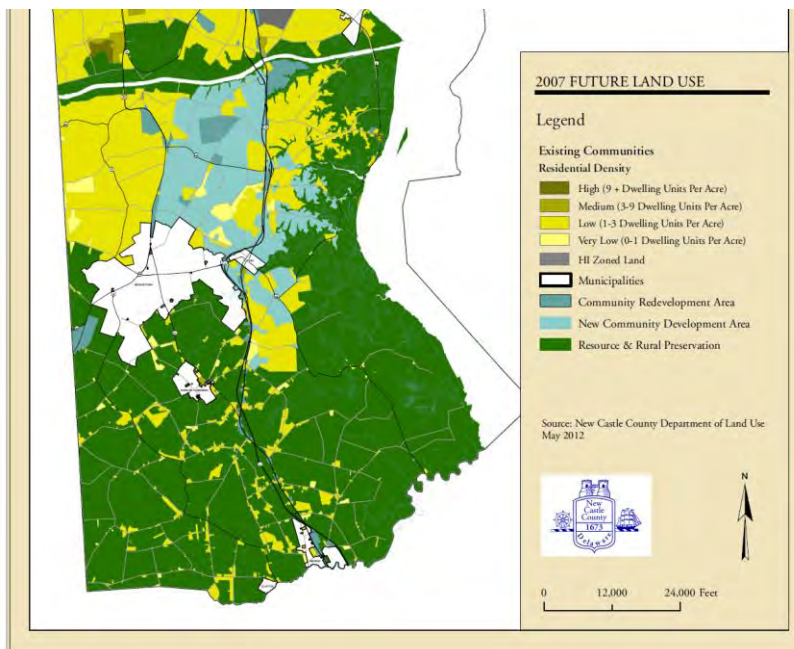 2007 FUTURE LAND USE
Legend
Existing Communities
Residential Density
High (9 + Dwelling Units Per Acre)
Medium (3-9 Dwelling Units Per Acre)
Low (1-3 Dwelling Units Per Acre)
Very Low (0-1 Dwelling Units Per Acre)
HI Zoned Land
Municipalities
Community Redevelopment Area
New Community Development Area
Resource & Rural Preservation
Source: New Castle County Department of Land Use
May 2012
N
New
Castle
County
1673
Delaware
0 12,000 24,000 Feet